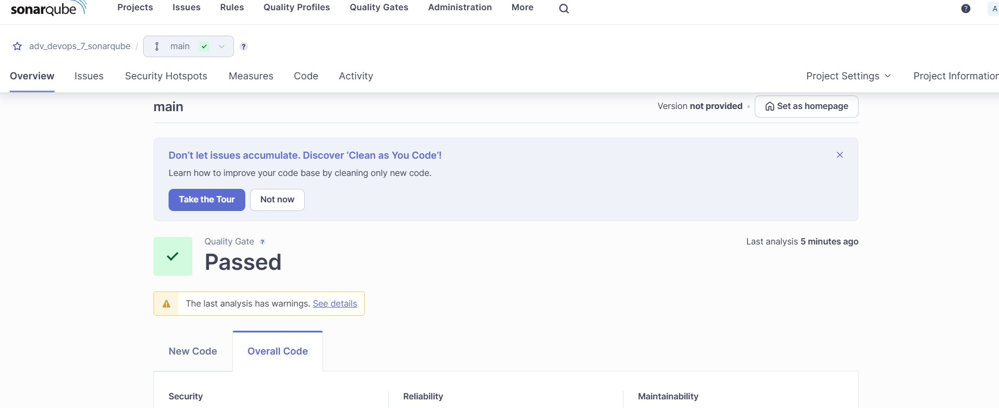 sonarqube Projects Issues Rules Quality Profiles Quality Gates Administration More ? A
adv_devops_7_sonarqube / main ?
Overview Issues Security Hotspots Measures Code Activity Project Settings Project Information
main Version not provided • Set as homepage
Don’t let issues accumulate. Discover ‘Clean as You Code’!
Learn how to improve your code base by cleaning only new code.
Take the Tour Not now
Quality Gate ? Last analysis 5 minutes ago
Passed
The last analysis has warnings. See details
New Code Overall Code
Security Reliability Maintainability